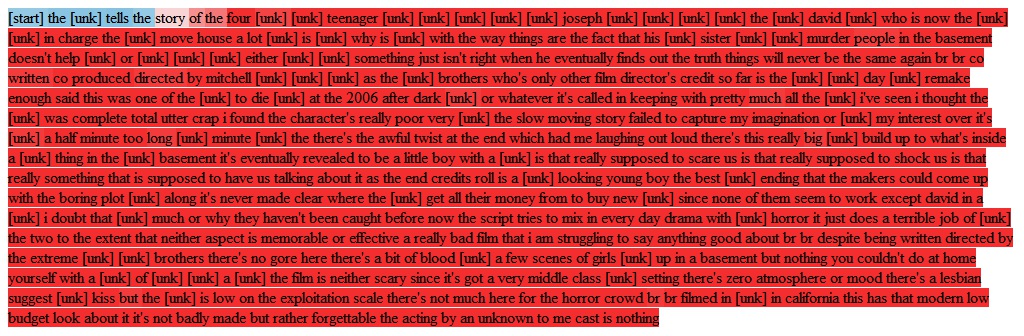 [start] the [unk] tells the story of the four [unk] [unk] teenager [unk] [unk] [unk] [unk] [unk] joseph [unk] [unk] [unk] [unk] the [unk] david [unk] who is now the [unk]
[unk] in charge the [unk] move house a lot [unk] is [unk] why is [unk] with the way things are the fact that his [unk] sister [unk] [unk] murder people in the basement
doesn't help [unk] or [unk] [unk] [unk] either [unk] [unk] something just isn't right when he eventually finds out the truth things will never be the same again br br co
written co produced directed by mitchell [unk] [unk] [unk] as the [unk] brothers who's only other film director's credit so far is the [unk] [unk] day [unk] remake
enough said this was one of the [unk] to die [unk] at the 2006 after dark [unk] or whatever it's called in keeping with pretty much all the [unk] i've seen i thought the
[unk] was complete total utter crap i found the character's really poor very [unk] the slow moving story failed to capture my imagination or [unk] my interest over it's
[unk] a half minute too long [unk] minute [unk] the there's the awful twist at the end which had me laughing out loud there's this really big [unk] build up to what's inside
a [unk] thing in the [unk] basement it's eventually revealed to be a little boy with a [unk] is that really supposed to scare us is that really supposed to shock us is that
really something that is supposed to have us talking about it as the end credits roll is a [unk] looking young boy the best [unk] ending that the makers could come up
with the boring plot [unk] along it's never made clear where the [unk] get all their money from to buy new [unk] since none of them seem to work except david in a
[unk] i doubt that [unk] much or why they haven't been caught before now the script tries to mix in every day drama with [unk] horror it just does a terrible job of [unk]
the two to the extent that neither aspect is memorable or effective a really bad film that i am struggling to say anything good about br br despite being written directed by
the extreme [unk] [unk] brothers there's no gore here there's a bit of blood [unk] a few scenes of girls [unk] up in a basement but nothing you couldn't do at home
yourself with a [unk] of [unk] [unk] a [unk] the film is neither scary since it's got a very middle class [unk] setting there's zero atmosphere or mood there's a lesbian
suggest [unk] kiss but the [unk] is low on the exploitation scale there's not much here for the horror crowd br br filmed in [unk] in california this has that modern low
budget look about it it's not badly made but rather forgettable the acting by an unknown to me cast is nothing